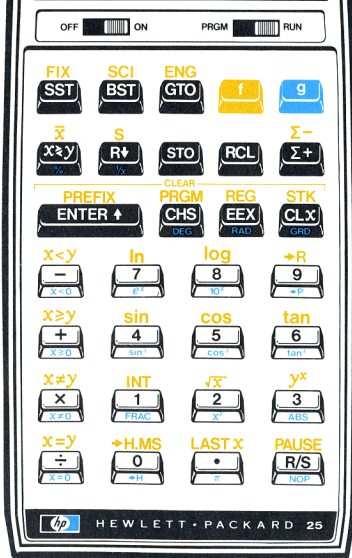 OFF ON PRGM RUN
FIX SCI ENG
SST BST GTO f g
x̄ S Σ−
x≷y R↓ STO RCL Σ+
% 1/x
CLEAR
PREFIX PRGM REG STK
ENTER ↑ CHS EEX CLx
DEG RAD GRD
x<y ln log →R
− 7 8 9
x<0 eˣ 10ˣ →P
x≥y sin cos tan
+ 4 5 6
x≥0 sin⁻¹ cos⁻¹ tan⁻¹
x≠y INT √x yˣ
× 1 2 3
x≠0 FRAC x² ABS
x=y →H.MS LAST x PAUSE
÷ 0 • R/S
x=0 →H π NOP
hp HEWLETT • PACKARD 25